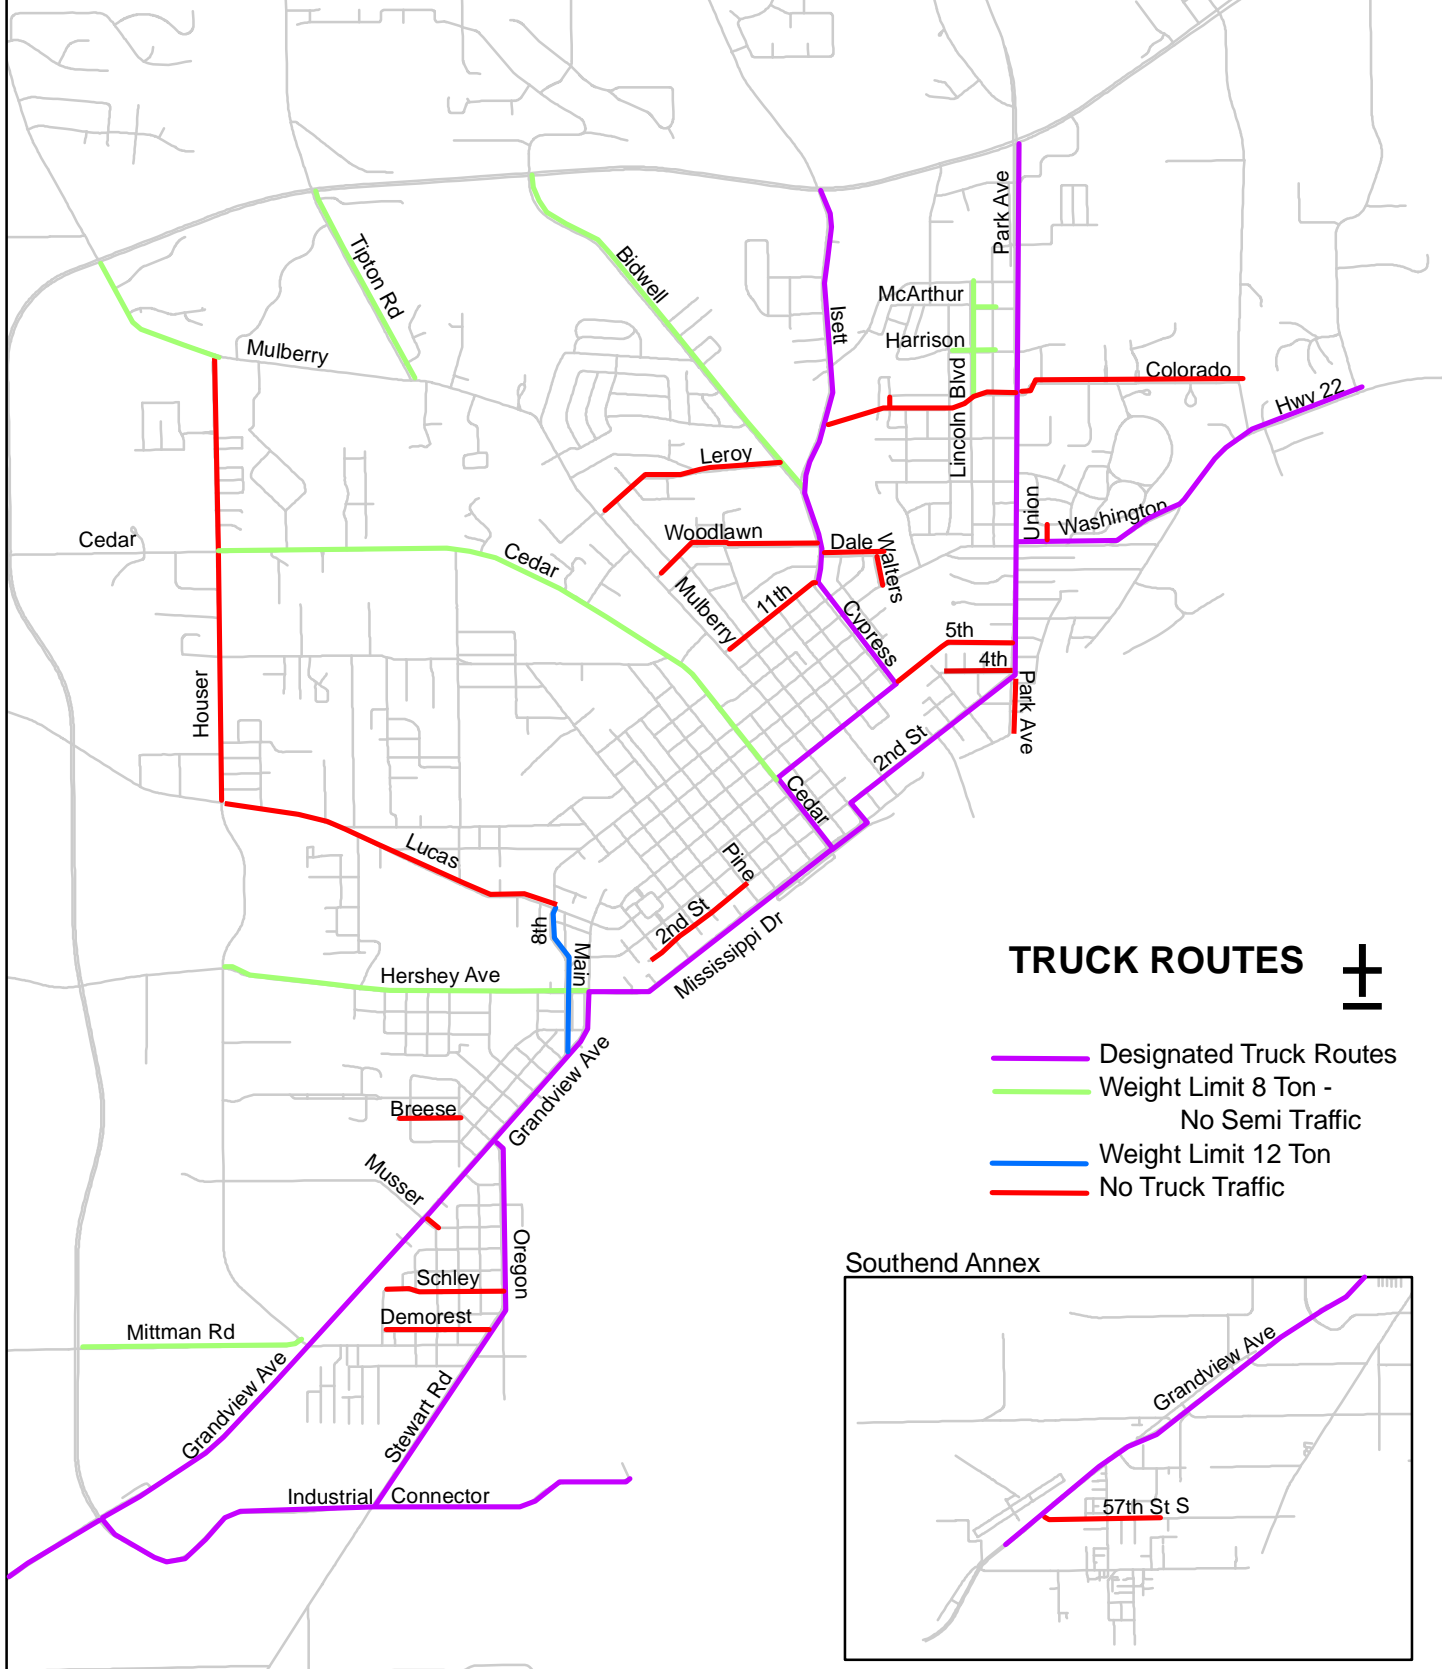 Park Ave
Tipton Rd
Bidwell
McArthur
Isett
Harrison
Mulberry
Lincoln Blvd
Colorado
Hwy 22
Leroy
Union
Washington
Woodlawn
Dale
Walters
Cedar
Cedar
Mulberry
11th
Cypress
5th
4th
Houser
Park Ave
2nd St
Cedar
Lucas
Pine
8th
2nd St
Main
Mississippi Dr
Hershey Ave
TRUCK ROUTES
Designated Truck Routes
Weight Limit 8 Ton -
No Semi Traffic
Weight Limit 12 Ton
No Truck Traffic
Grandview Ave
Breese
Musser
Oregon
Schley
Demorest
Mittman Rd
Grandview Ave
Stewart Rd
Industrial Connector
Southend Annex
Grandview Ave
57th St S